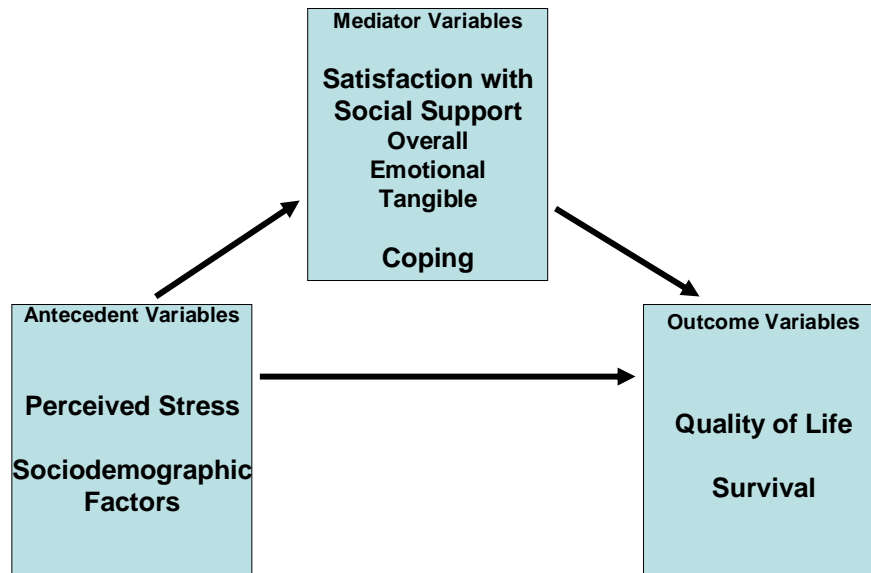 Mediator Variables
Satisfaction with
Social Support
Overall
Emotional
Tangible
Coping
Antecedent Variables
Perceived Stress
Sociodemographic
Factors
Outcome Variables
Quality of Life
Survival